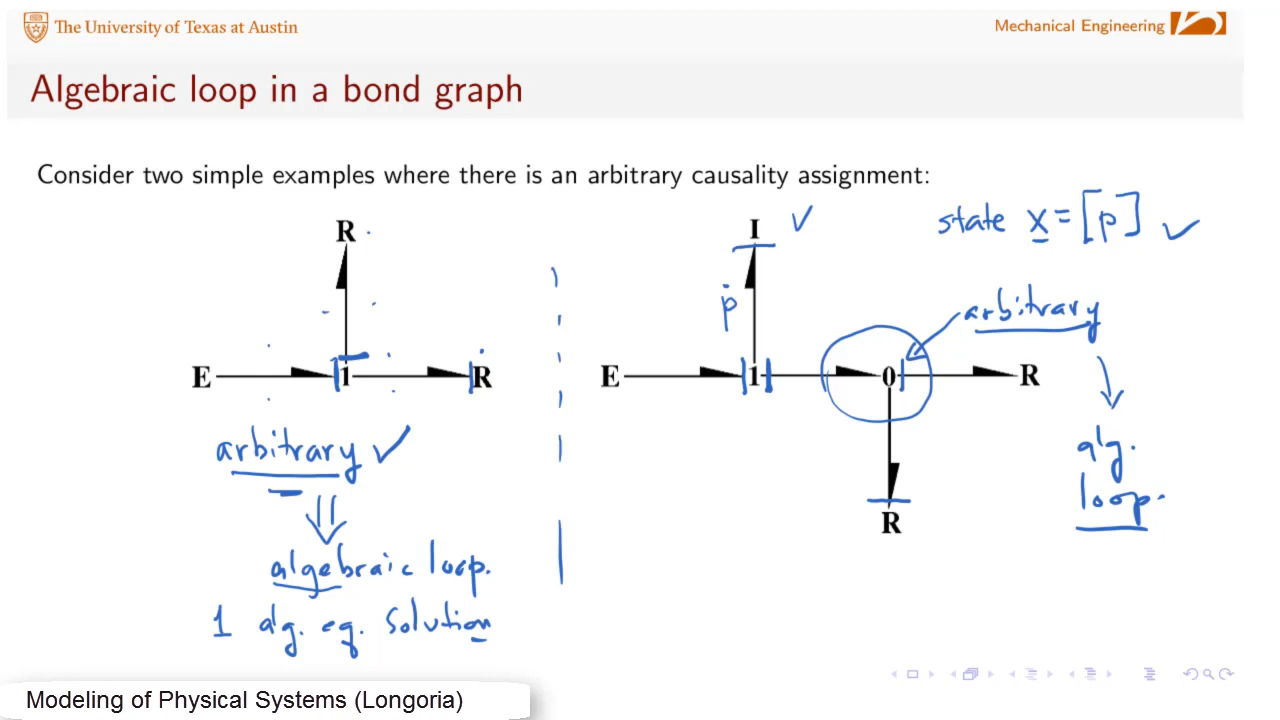 The University of Texas at Austin
Mechanical Engineering
Algebraic loop in a bond graph
Consider two simple examples where there is an arbitrary causality assignment:
R
E 1 R
arbitrary ✓
⇓
algebraic loop.
1 alg. eq. solution
I ✓
state x = [p] ✓
ṗ
arbitrary
E 1 0 R
R
alg.
loop.
Modeling of Physical Systems (Longoria)